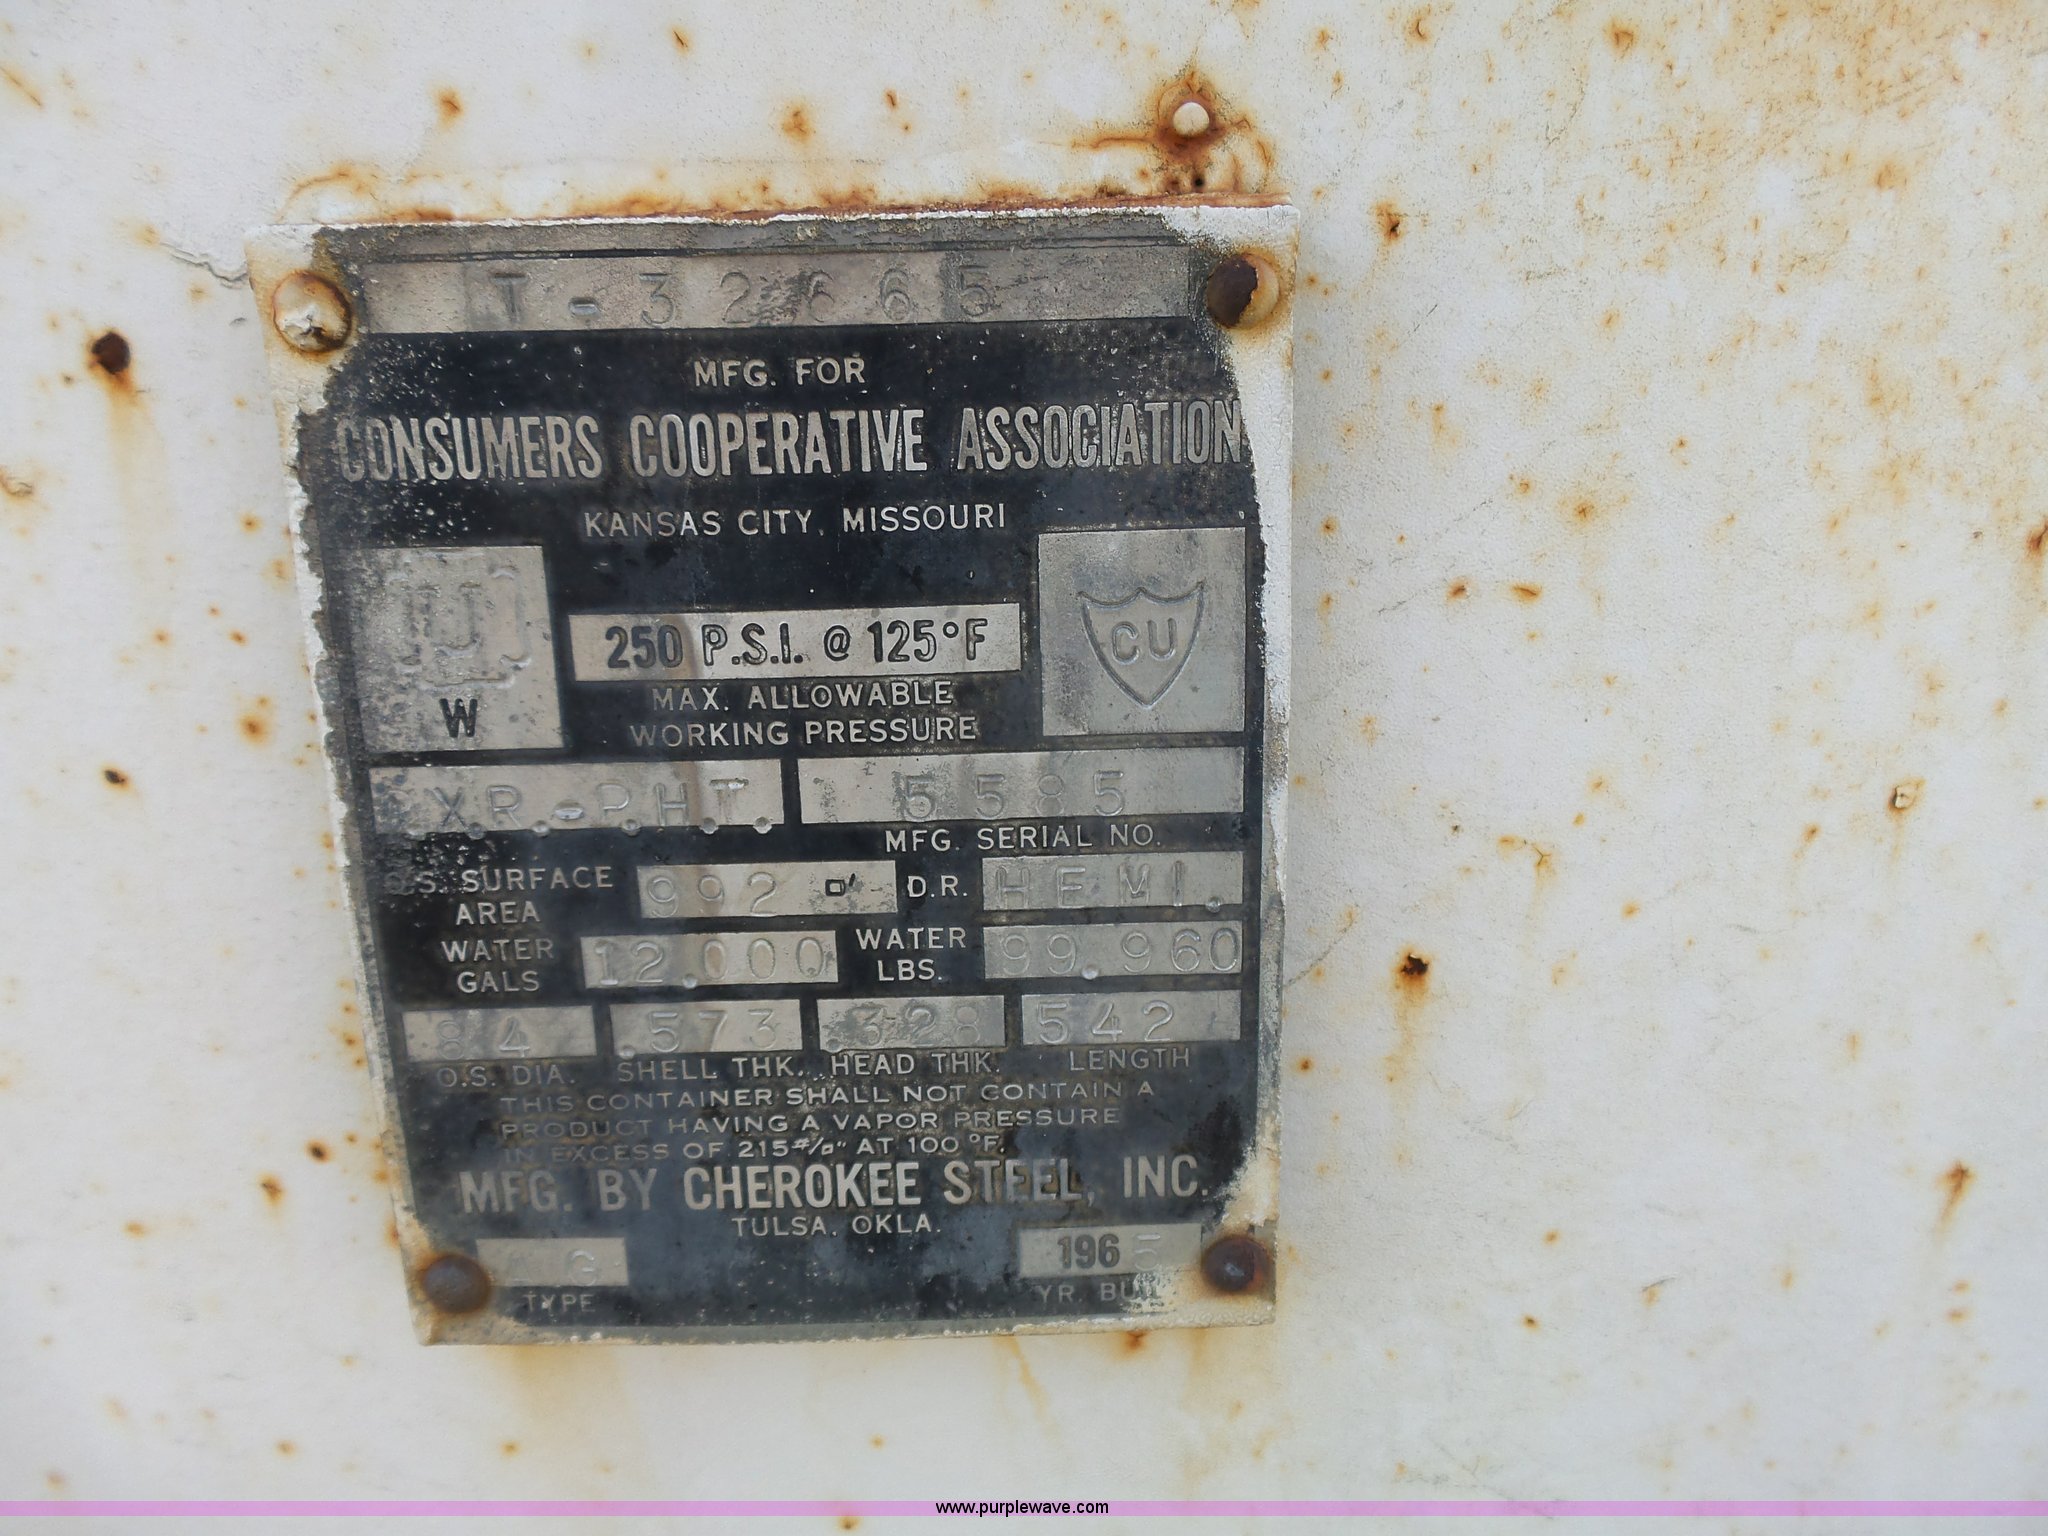 T-32665
MFG. FOR
CONSUMERS COOPERATIVE ASSOCIATION
KANSAS CITY, MISSOURI
U
W
250 P.S.I. @ 125°F
CU
MAX. ALLOWABLE
WORKING PRESSURE
X.R.-P.H.T. 5585
MFG. SERIAL NO.
O.S. SURFACE AREA 992 □' D.R. HEMI.
WATER GALS 12.000 WATER LBS. 99.960
84 .573 .328 542
O.S. DIA. SHELL THK. HEAD THK. LENGTH
THIS CONTAINER SHALL NOT CONTAIN A
PRODUCT HAVING A VAPOR PRESSURE
IN EXCESS OF 215#/□" AT 100°F.
MFG. BY CHEROKEE STEEL, INC.
TULSA, OKLA.
G 1965
TYPE YR. BUILT
www.purplewave.com